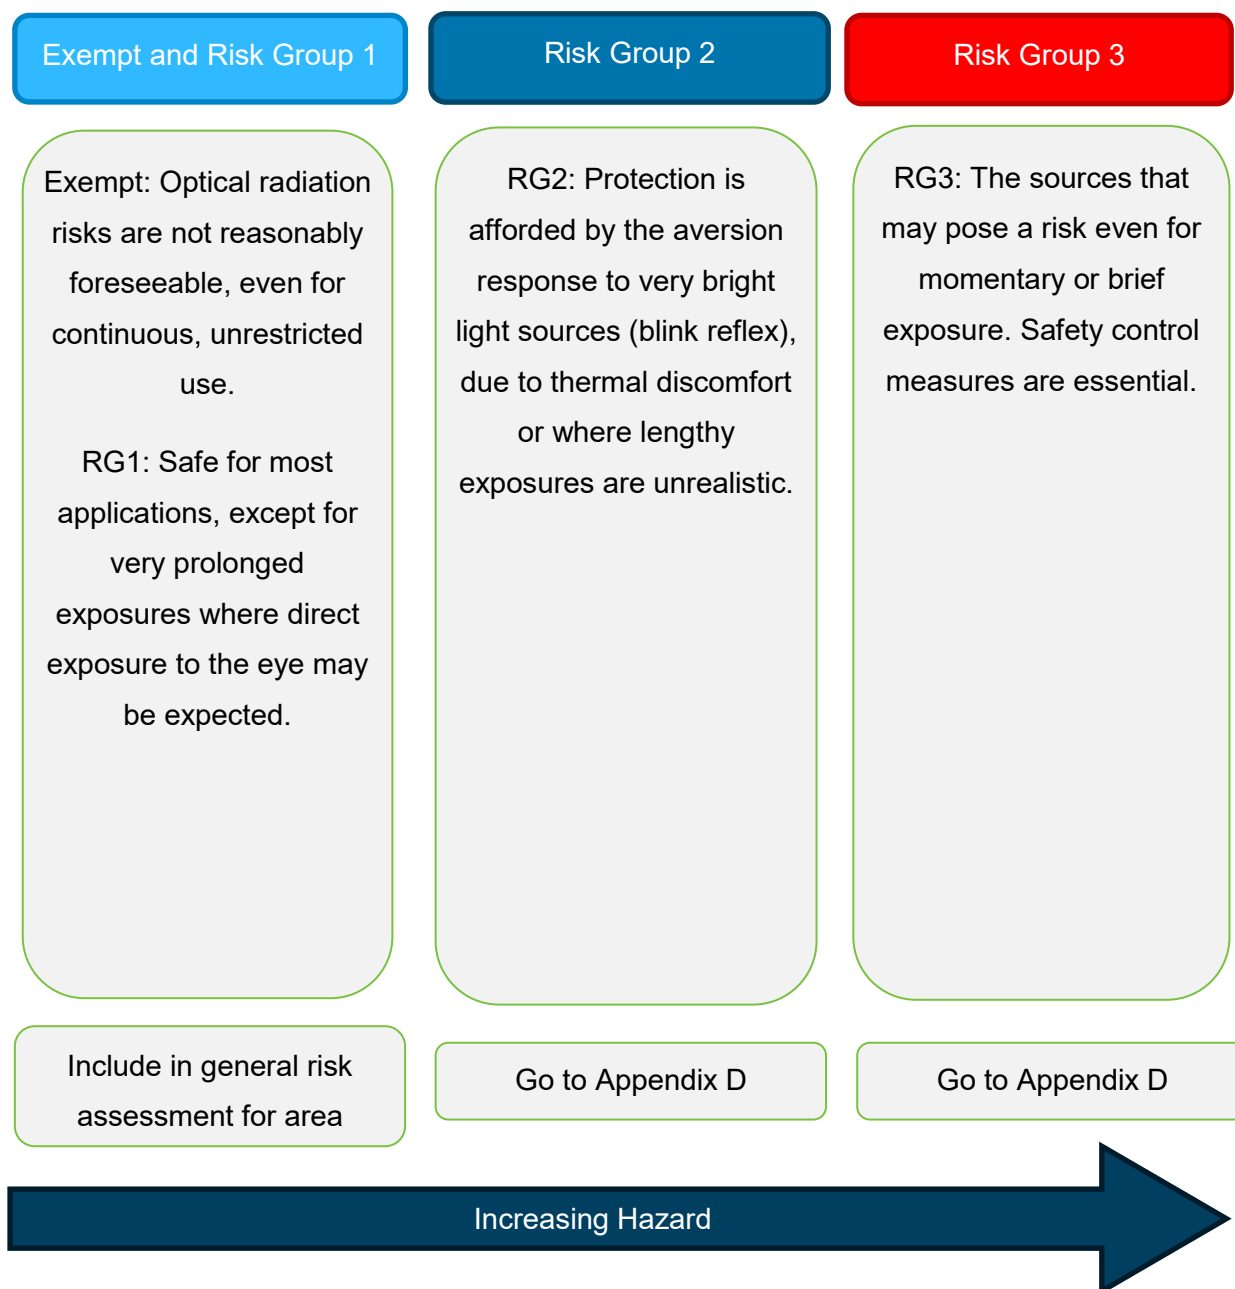 Exempt and Risk Group 1
Risk Group 2
Risk Group 3
Exempt: Optical radiation
risks are not reasonably
foreseeable, even for
continuous, unrestricted
use.
RG1: Safe for most
applications, except for
very prolonged
exposures where direct
exposure to the eye may
be expected.
RG2: Protection is
afforded by the aversion
response to very bright
light sources (blink reflex),
due to thermal discomfort
or where lengthy
exposures are unrealistic.
RG3: The sources that
may pose a risk even for
momentary or brief
exposure. Safety control
measures are essential.
Include in general risk
assessment for area
Go to Appendix D
Go to Appendix D
Increasing Hazard